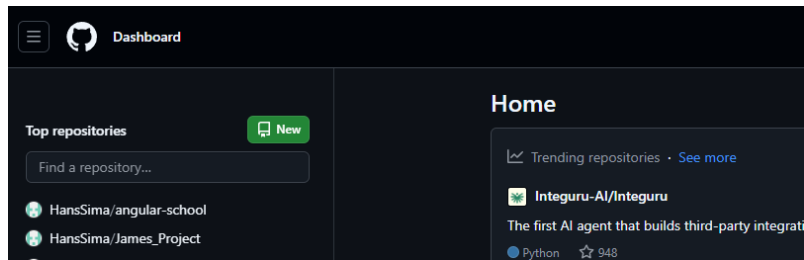 Dashboard
Top repositories
New
Find a repository...
HansSima/angular-school
HansSima/James_Project
Home
Trending repositories · See more
Integuru-AI/Integuru
The first AI agent that builds third-party
Python 948